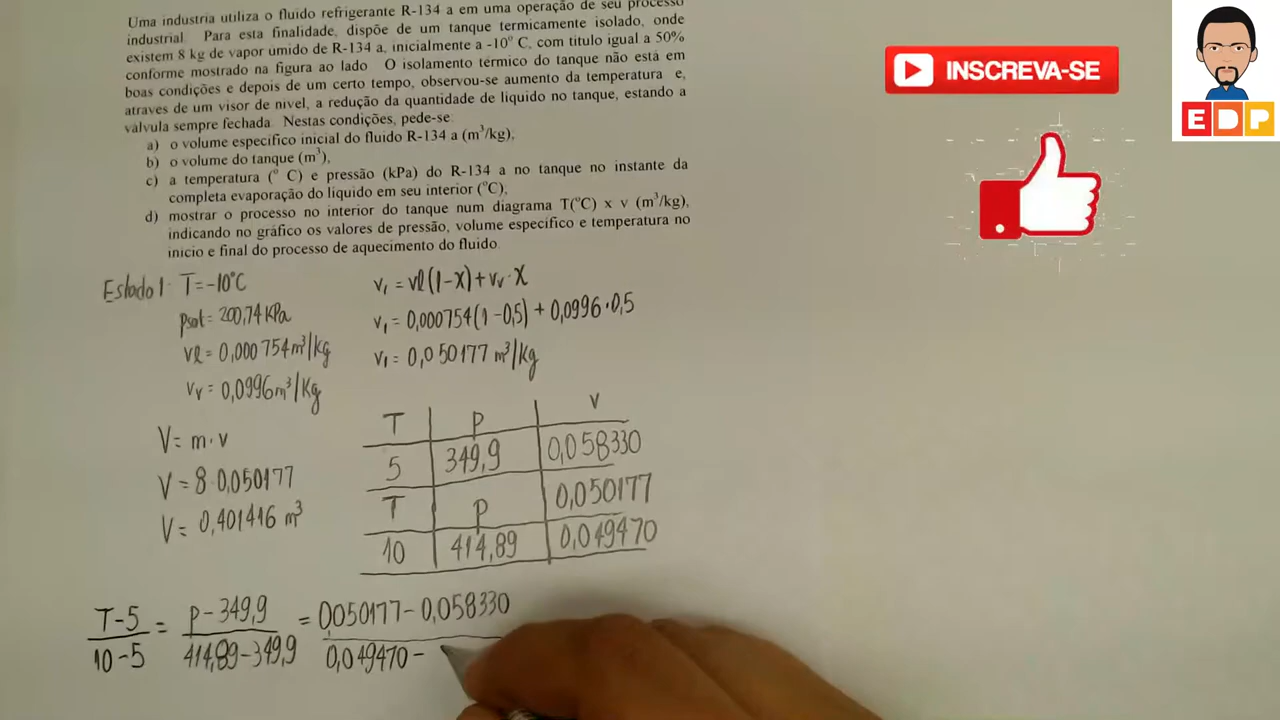 Uma industria utiliza o fluido refrigerante R-134 a em uma operação de seu processo
industrial. Para esta finalidade, dispõe de um tanque termicamente isolado, onde
existem 8 kg de vapor úmido de R-134 a, inicialmente a -10° C, com titulo igual a 50%
conforme mostrado na figura ao lado O isolamento térmico do tanque não está em
boas condições e depois de um certo tempo, observou-se aumento da temperatura e,
atraves de um visor de nivel, a redução da quantidade de liquido no tanque, estando a
válvula sempre fechada. Nestas condições, pede-se:
a) o volume especifico inicial do fluido R-134 a (m³/kg),
b) o volume do tanque (m³),
c) a temperatura (° C) e pressão (kPa) do R-134 a no tanque no instante da
completa evaporação do liquido em seu interior (°C);
d) mostrar o processo no interior do tanque num diagrama T(°C) x v (m³/kg),
indicando no gráfico os valores de pressão, volume especifico e temperatura no
inicio e final do processo de aquecimento do fluido.
INSCREVA-SE
EDP
Estado 1: T=-10°C
psat= 200,74 KPa
vl = 0,000 754 m³/kg
vv = 0,0996 m³/Kg
v₁ = vl(1-x)+vv·x
v₁ = 0,000754(1-0,5) + 0,0996·0,5
v₁ = 0,050177 m³/Kg
V= m·v
V= 8·0,050177
V= 0,401416 m³
T P v
5 349,9 0,058330
T P 0,050177
10 414,89 0,049470
T-5 = P-349,9 = 0,050177-0,058330
10-5 414,89-349,9 0,049470-